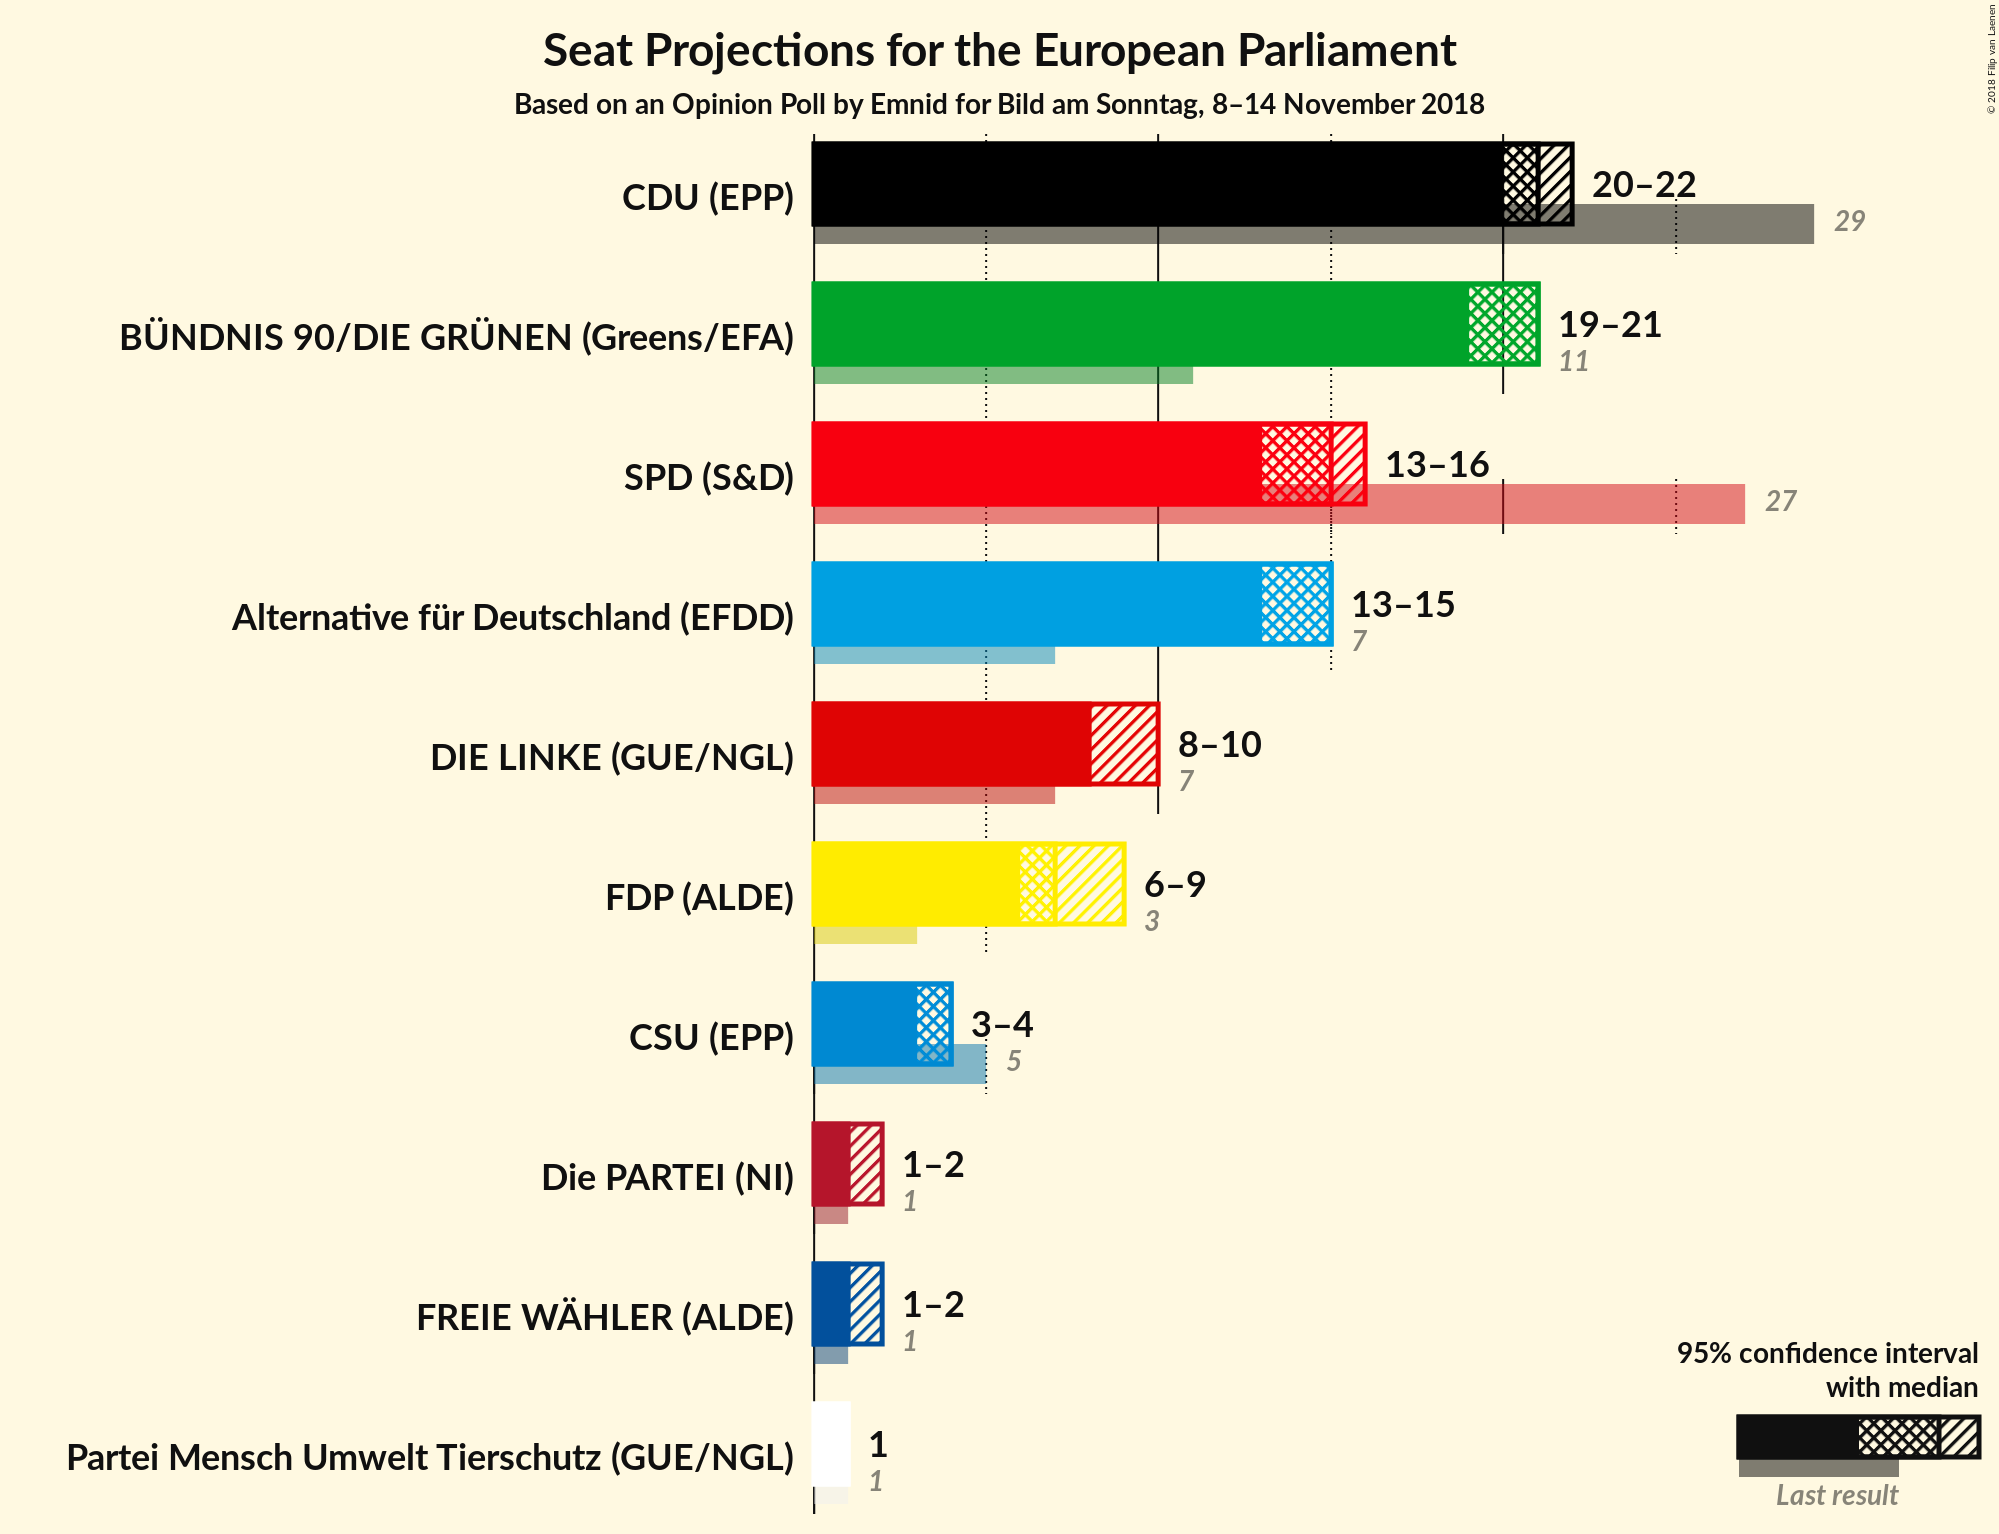 Seat Projections for the European Parliament
Based on an Opinion Poll by Emnid for Bild am Sonntag, 8–14 November 2018
© 2018 Filip van Laenen
CDU (EPP)
20–22
29
BÜNDNIS 90/DIE GRÜNEN (Greens/EFA)
19–21
11
SPD (S&D)
13–16
27
Alternative für Deutschland (EFDD)
13–15
7
DIE LINKE (GUE/NGL)
8–10
7
FDP (ALDE)
6–9
3
CSU (EPP)
3–4
5
Die PARTEI (NI)
1–2
1
FREIE WÄHLER (ALDE)
1–2
1
Partei Mensch Umwelt Tierschutz (GUE/NGL)
1
1
95% confidence interval
with median
Last result